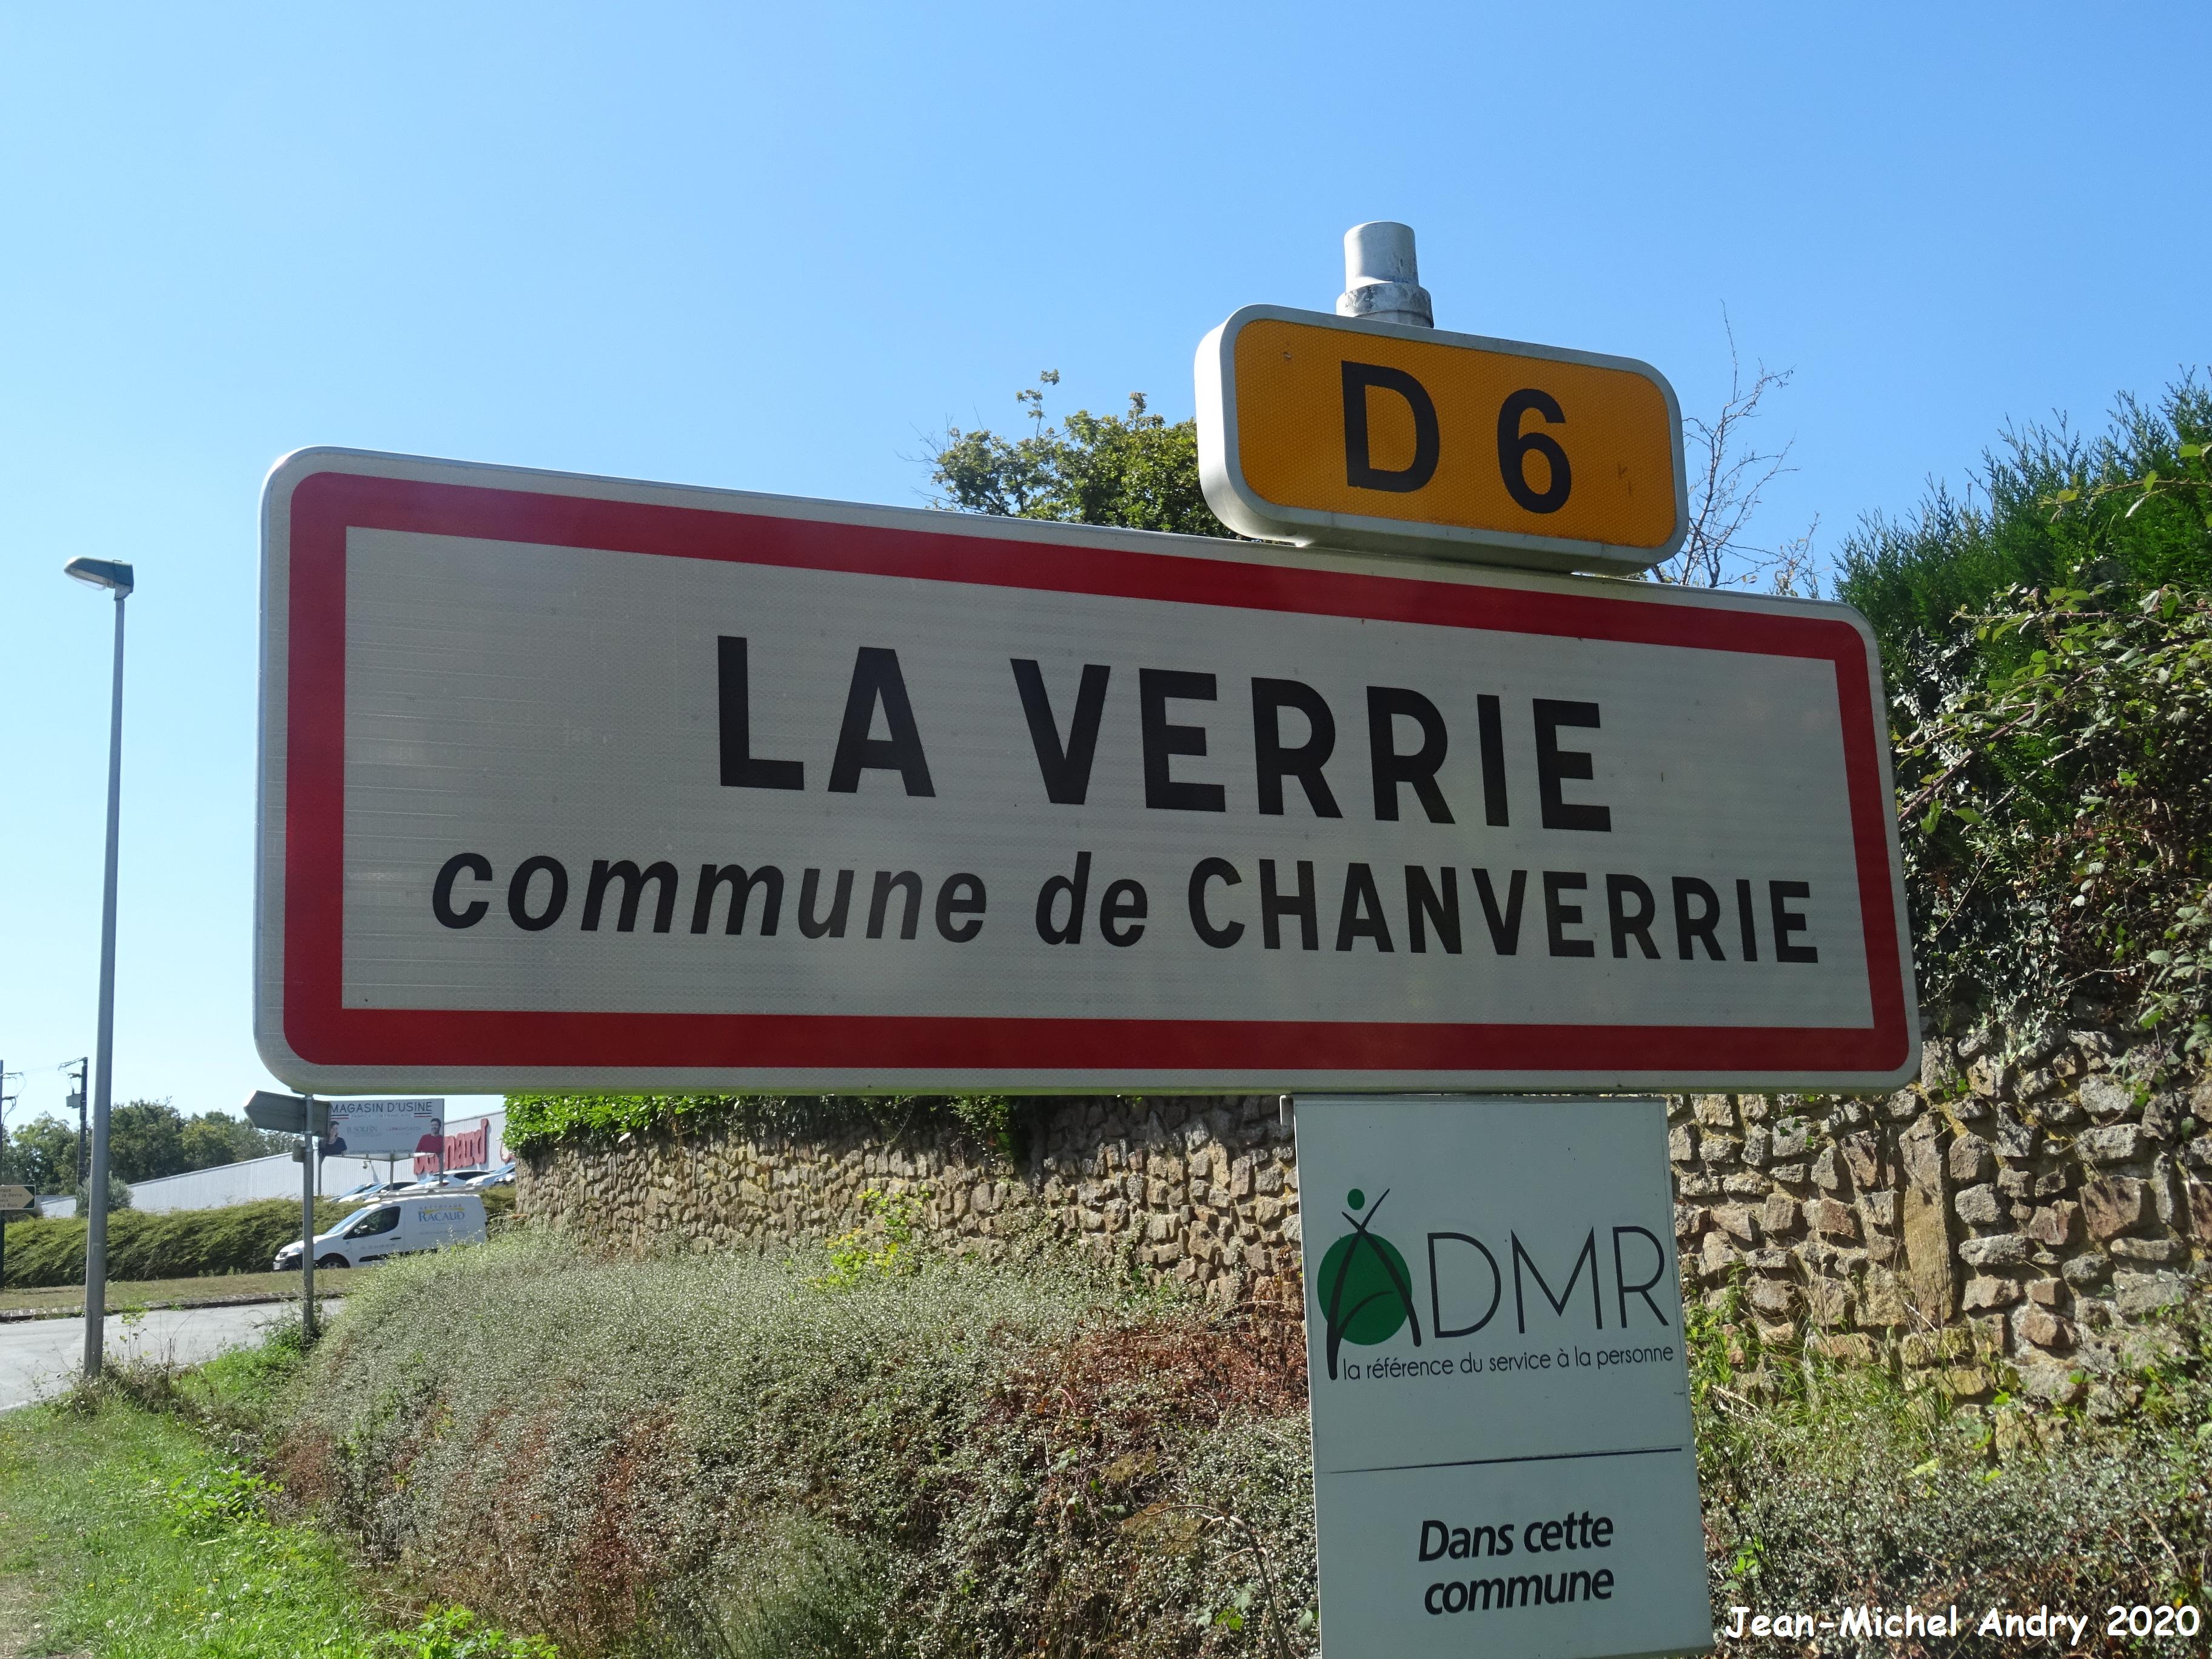 D 6
LA VERRIE
commune de CHANVERRIE
MAGASIN D'USINE
RACAUD
ADMR
la référence du service à la personne
Dans cette
commune
Jean-Michel Andry 2020